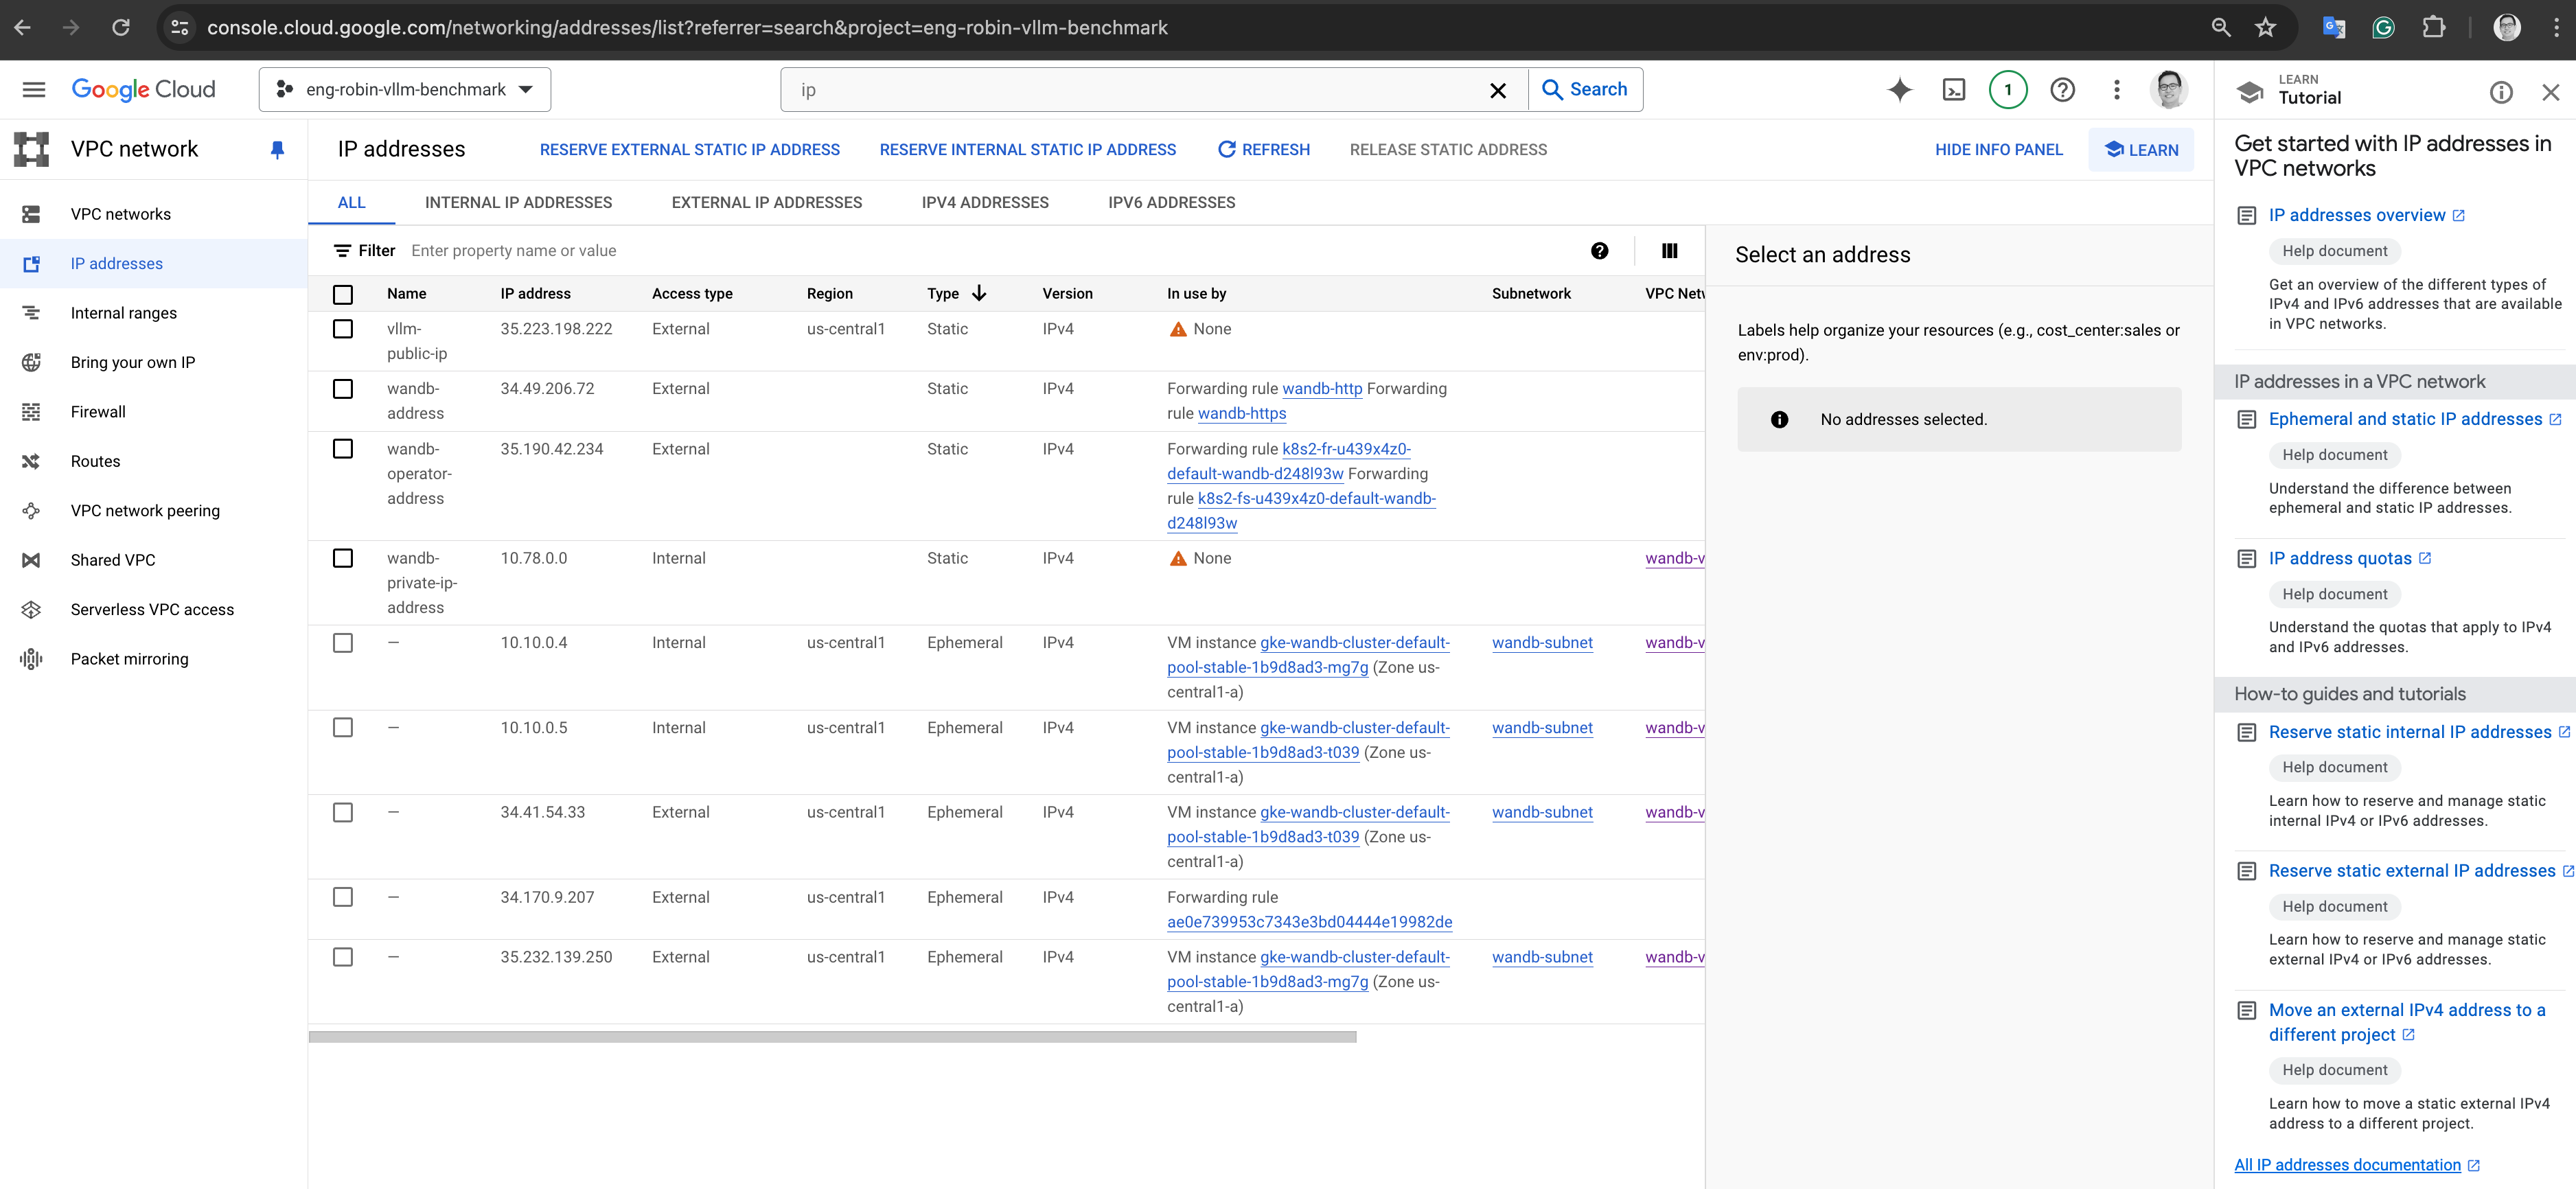 console.cloud.google.com/networking/addresses/list?referrer=search&project=eng-robin-vllm-benchmark
Google Cloud
eng-robin-vllm-benchmark
ip
Search
1
LEARN
Tutorial
VPC network
VPC networks
IP addresses
Internal ranges
Bring your own IP
Firewall
Routes
VPC network peering
Shared VPC
Serverless VPC access
Packet mirroring
IP addresses
RESERVE EXTERNAL STATIC IP ADDRESS
RESERVE INTERNAL STATIC IP ADDRESS
REFRESH
RELEASE STATIC ADDRESS
HIDE INFO PANEL
LEARN
ALL
INTERNAL IP ADDRESSES
EXTERNAL IP ADDRESSES
IPV4 ADDRESSES
IPV6 ADDRESSES
Filter Enter property name or value
Name IP address Access type Region Type Version In use by Subnetwork VPC Netw
vllm- 35.223.198.222 External us-central1 Static IPv4 None
public-ip
wandb- 34.49.206.72 External Static IPv4 Forwarding rule wandb-http Forwarding
address rule wandb-https
wandb- 35.190.42.234 External Static IPv4 Forwarding rule k8s2-fr-u439x4z0-
operator- default-wandb-d248l93w Forwarding
address rule k8s2-fs-u439x4z0-default-wandb-
d248l93w
wandb- 10.78.0.0 Internal Static IPv4 None wandb-v
private-ip-
address
— 10.10.0.4 Internal us-central1 Ephemeral IPv4 VM instance gke-wandb-cluster-default- wandb-subnet wandb-v
pool-stable-1b9d8ad3-mg7g (Zone us-
central1-a)
— 10.10.0.5 Internal us-central1 Ephemeral IPv4 VM instance gke-wandb-cluster-default- wandb-subnet wandb-v
pool-stable-1b9d8ad3-t039 (Zone us-
central1-a)
— 34.41.54.33 External us-central1 Ephemeral IPv4 VM instance gke-wandb-cluster-default- wandb-subnet wandb-v
pool-stable-1b9d8ad3-t039 (Zone us-
central1-a)
— 34.170.9.207 External us-central1 Ephemeral IPv4 Forwarding rule
ae0e739953c7343e3bd04444e19982de
— 35.232.139.250 External us-central1 Ephemeral IPv4 VM instance gke-wandb-cluster-default- wandb-subnet wandb-v
pool-stable-1b9d8ad3-mg7g (Zone us-
central1-a)
Select an address
Labels help organize your resources (e.g., cost_center:sales or
env:prod).
No addresses selected.
Get started with IP addresses in
VPC networks
IP addresses overview
Help document
Get an overview of the different types of
IPv4 and IPv6 addresses that are available
in VPC networks.
IP addresses in a VPC network
Ephemeral and static IP addresses
Help document
Understand the difference between
ephemeral and static IP addresses.
IP address quotas
Help document
Understand the quotas that apply to IPv4
and IPv6 addresses.
How-to guides and tutorials
Reserve static internal IP addresses
Help document
Learn how to reserve and manage static
internal IPv4 or IPv6 addresses.
Reserve static external IP addresses
Help document
Learn how to reserve and manage static
external IPv4 or IPv6 addresses.
Move an external IPv4 address to a
different project
Help document
Learn how to move a static external IPv4
address to a different project.
All IP addresses documentation